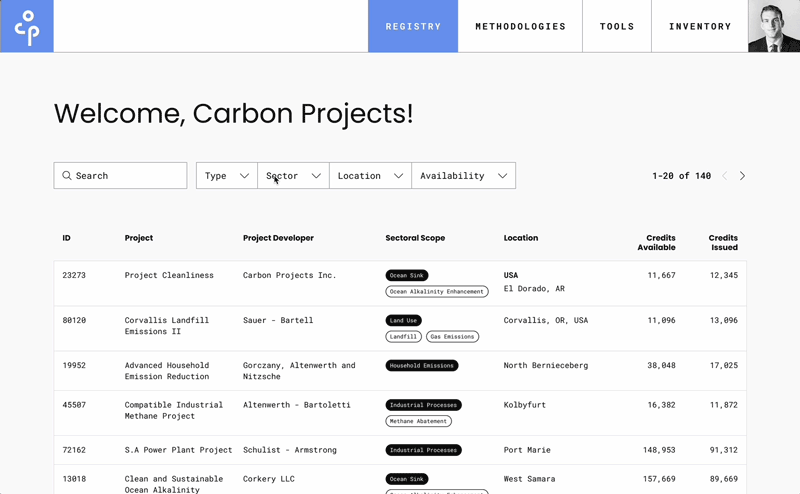 ocp
REGISTRY
METHODOLOGIES
TOOLS
INVENTORY
Welcome, Carbon Projects!
Search
Type
Sector
Location
Availability
1-20 of 140
ID
Project
Project Developer
Sectoral Scope
Location
Credits
Available
Credits
Issued
23273
Project Cleanliness
Carbon Projects Inc.
Ocean Sink
Ocean Alkalinity Enhancement
USA
El Dorado, AR
11,667
12,345
80120
Corvallis Landfill
Emissions II
Sauer - Bartell
Land Use
Landfill
Gas Emissions
Corvallis, OR, USA
11,096
13,096
19952
Advanced Household
Emission Reduction
Gorczany, Altenwerth and
Nitzsche
Household Emissions
North Bernieceberg
38,048
17,025
45507
Compatible Industrial
Methane Project
Altenwerth - Bartoletti
Industrial Processes
Methane Abatement
Kolbyfurt
16,382
11,872
72162
S.A Power Plant Project
Schulist - Armstrong
Industrial Processes
Port Marie
148,953
91,312
13018
Clean and Sustainable
Ocean Alkalinity
Corkery LLC
Ocean Sink
West Samara
157,669
89,669